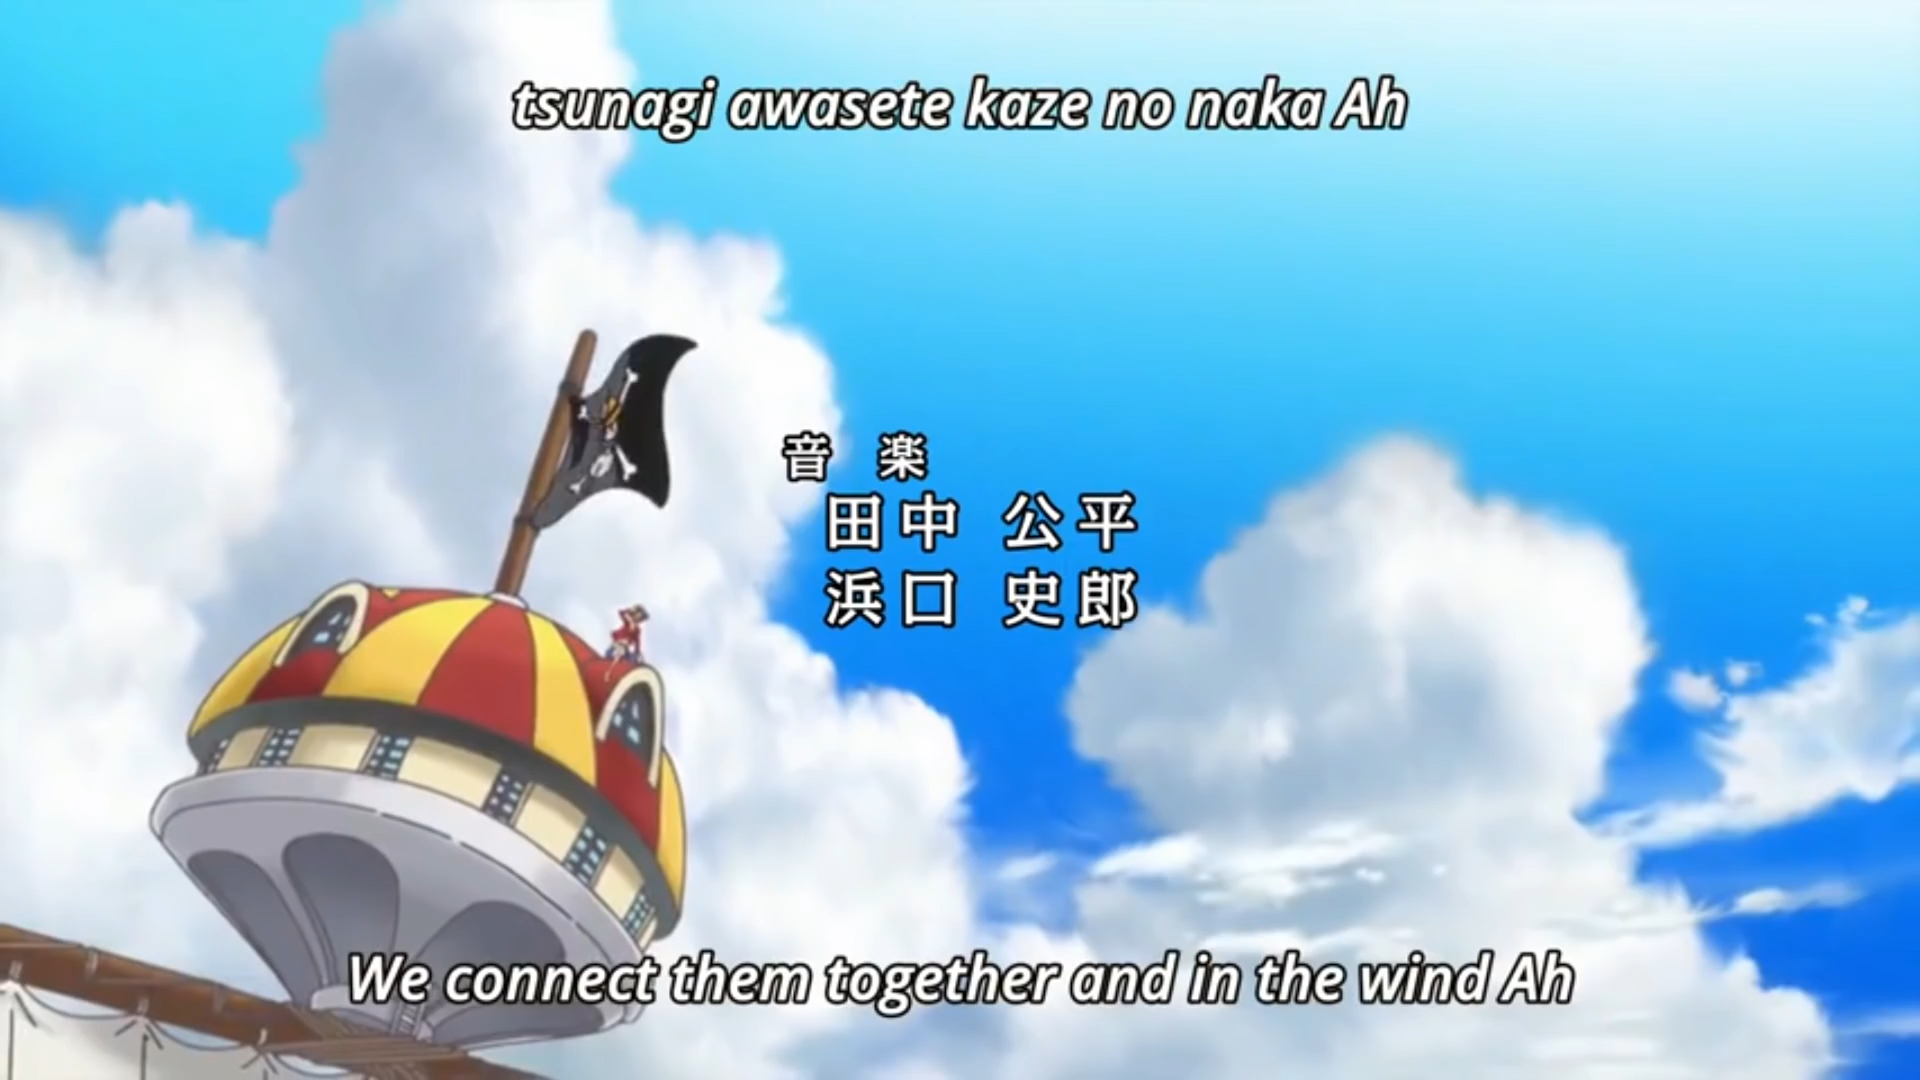 tsunagi awasete kaze no naka Ah
音 楽
田中 公平
浜口 史郎
We connect them together and in the wind Ah